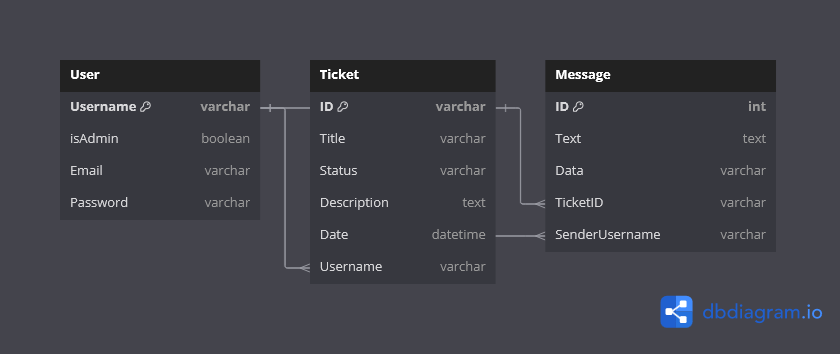 User
Username varchar
isAdmin boolean
Email varchar
Password varchar
Ticket
ID varchar
Title varchar
Status varchar
Description text
Date datetime
Username varchar
Message
ID int
Text text
Data varchar
TicketID varchar
SenderUsername varchar
dbdiagram.io